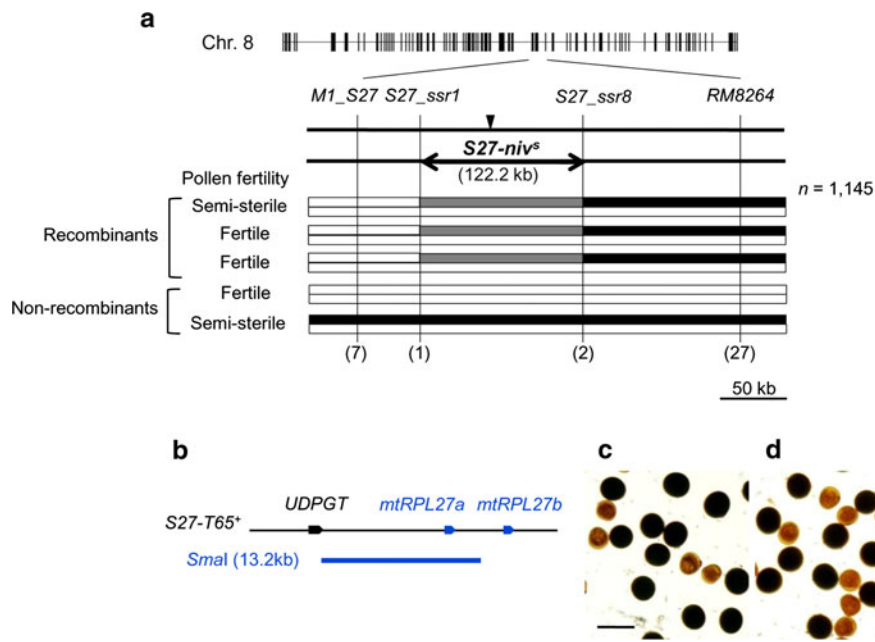 a
Chr. 8
M1_S27 S27_ssr1 S27_ssr8 RM8264
S27-nivˢ
(122.2 kb)
Pollen fertility
n = 1,145
Semi-sterile
Recombinants
Fertile
Fertile
Non-recombinants
Fertile
Semi-sterile
(7) (1) (2) (27)
50 kb
b
c
d
UDPGT mtRPL27a mtRPL27b
S27-T65⁺
SmaI (13.2kb)